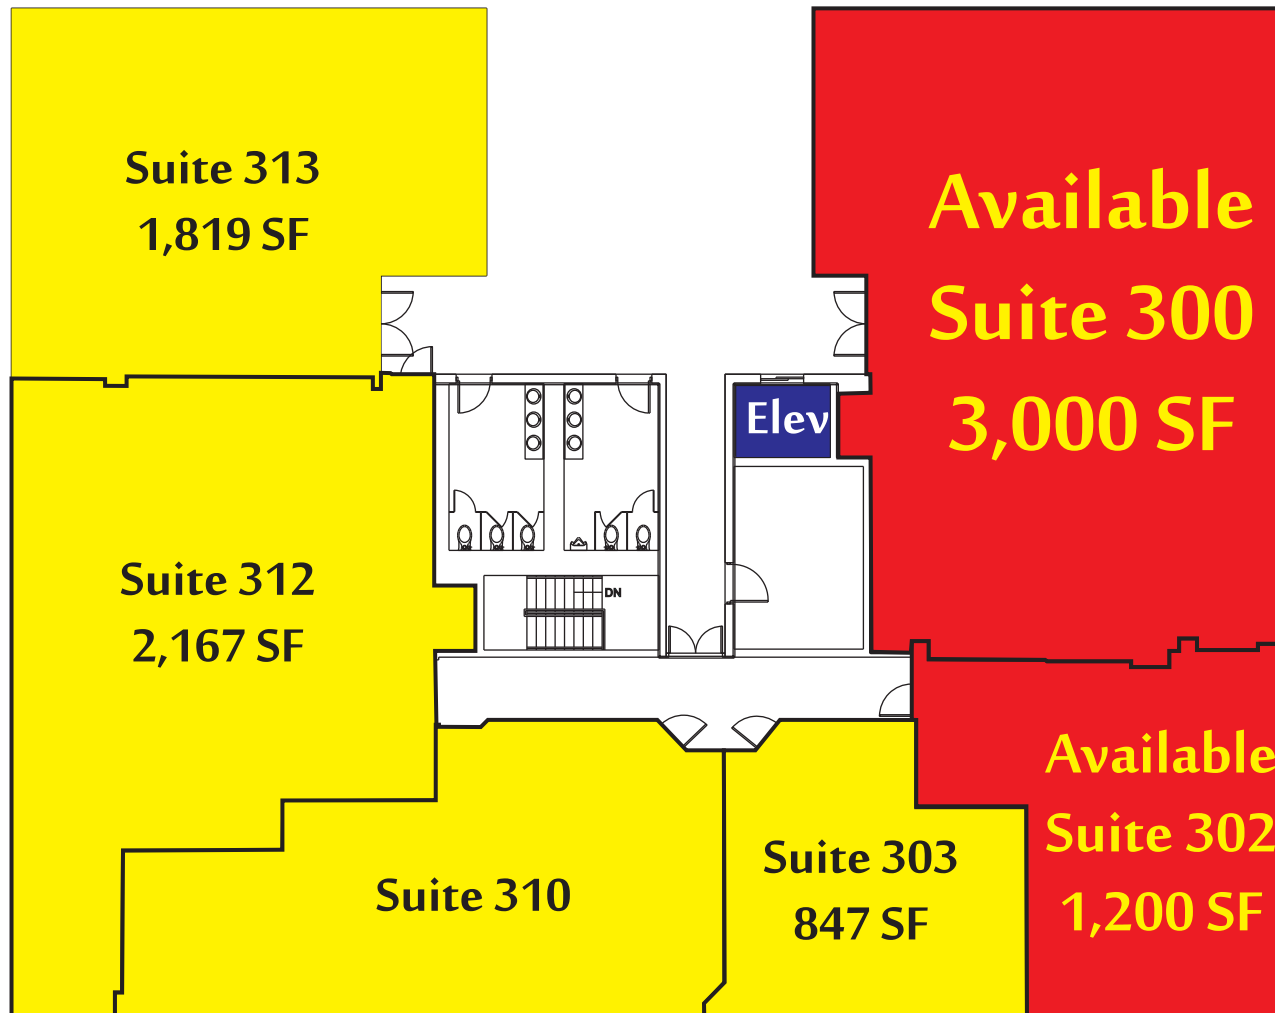 Suite 313
1,819 SF
Available
Suite 300
3,000 SF
Elev
Suite 312
2,167 SF
DN
Available
Suite 302
1,200 SF
Suite 303
847 SF
Suite 310